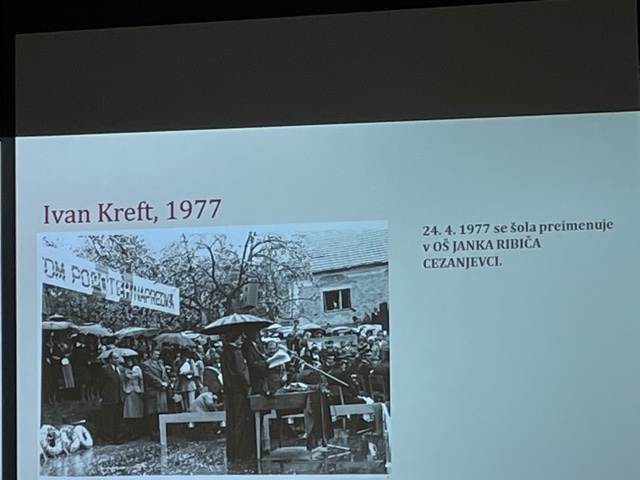 Ivan Kreft, 1977
24. 4. 1977 se šola preimenuje
v OŠ JANKA RIBIČA
CEZANJEVCI.
NAPREDKA